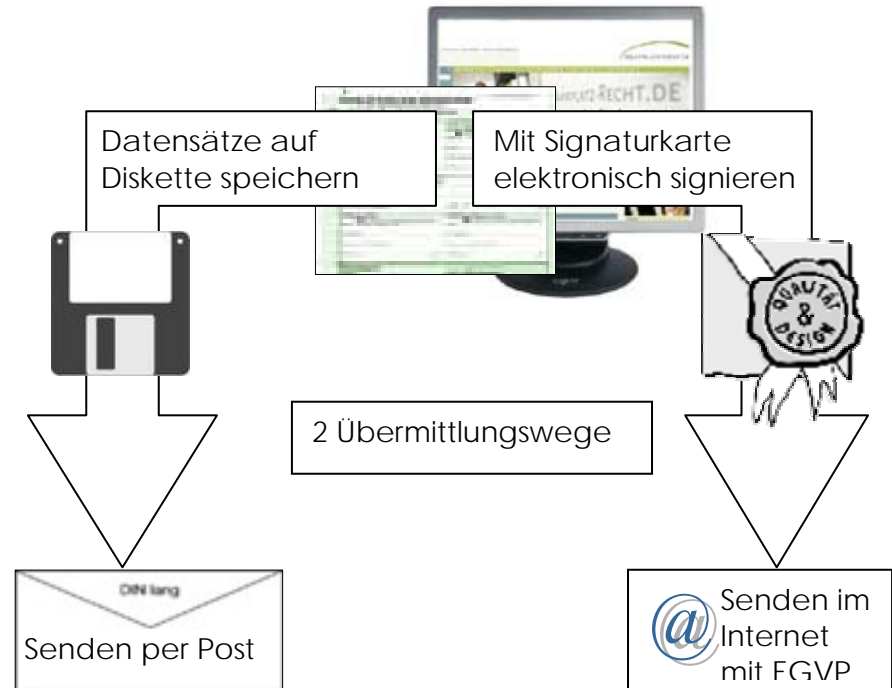 RECHT.DE
Datensätze auf
Diskette speichern
Mit Signaturkarte
elektronisch signieren
QUALITÄT
&
DESIGN
2 Übermittlungswege
DIN lang
Senden per Post
Senden im
Internet
mit EGVP